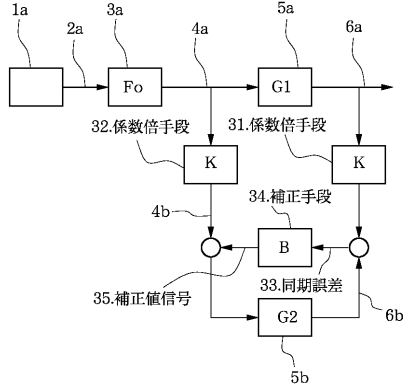 1a
2a
3a
4a
5a
6a
Fo
G1
32.係数倍手段
31.係数倍手段
K
K
34.補正手段
4b
B
35.補正値信号
33.同期誤差
G2
6b
5b